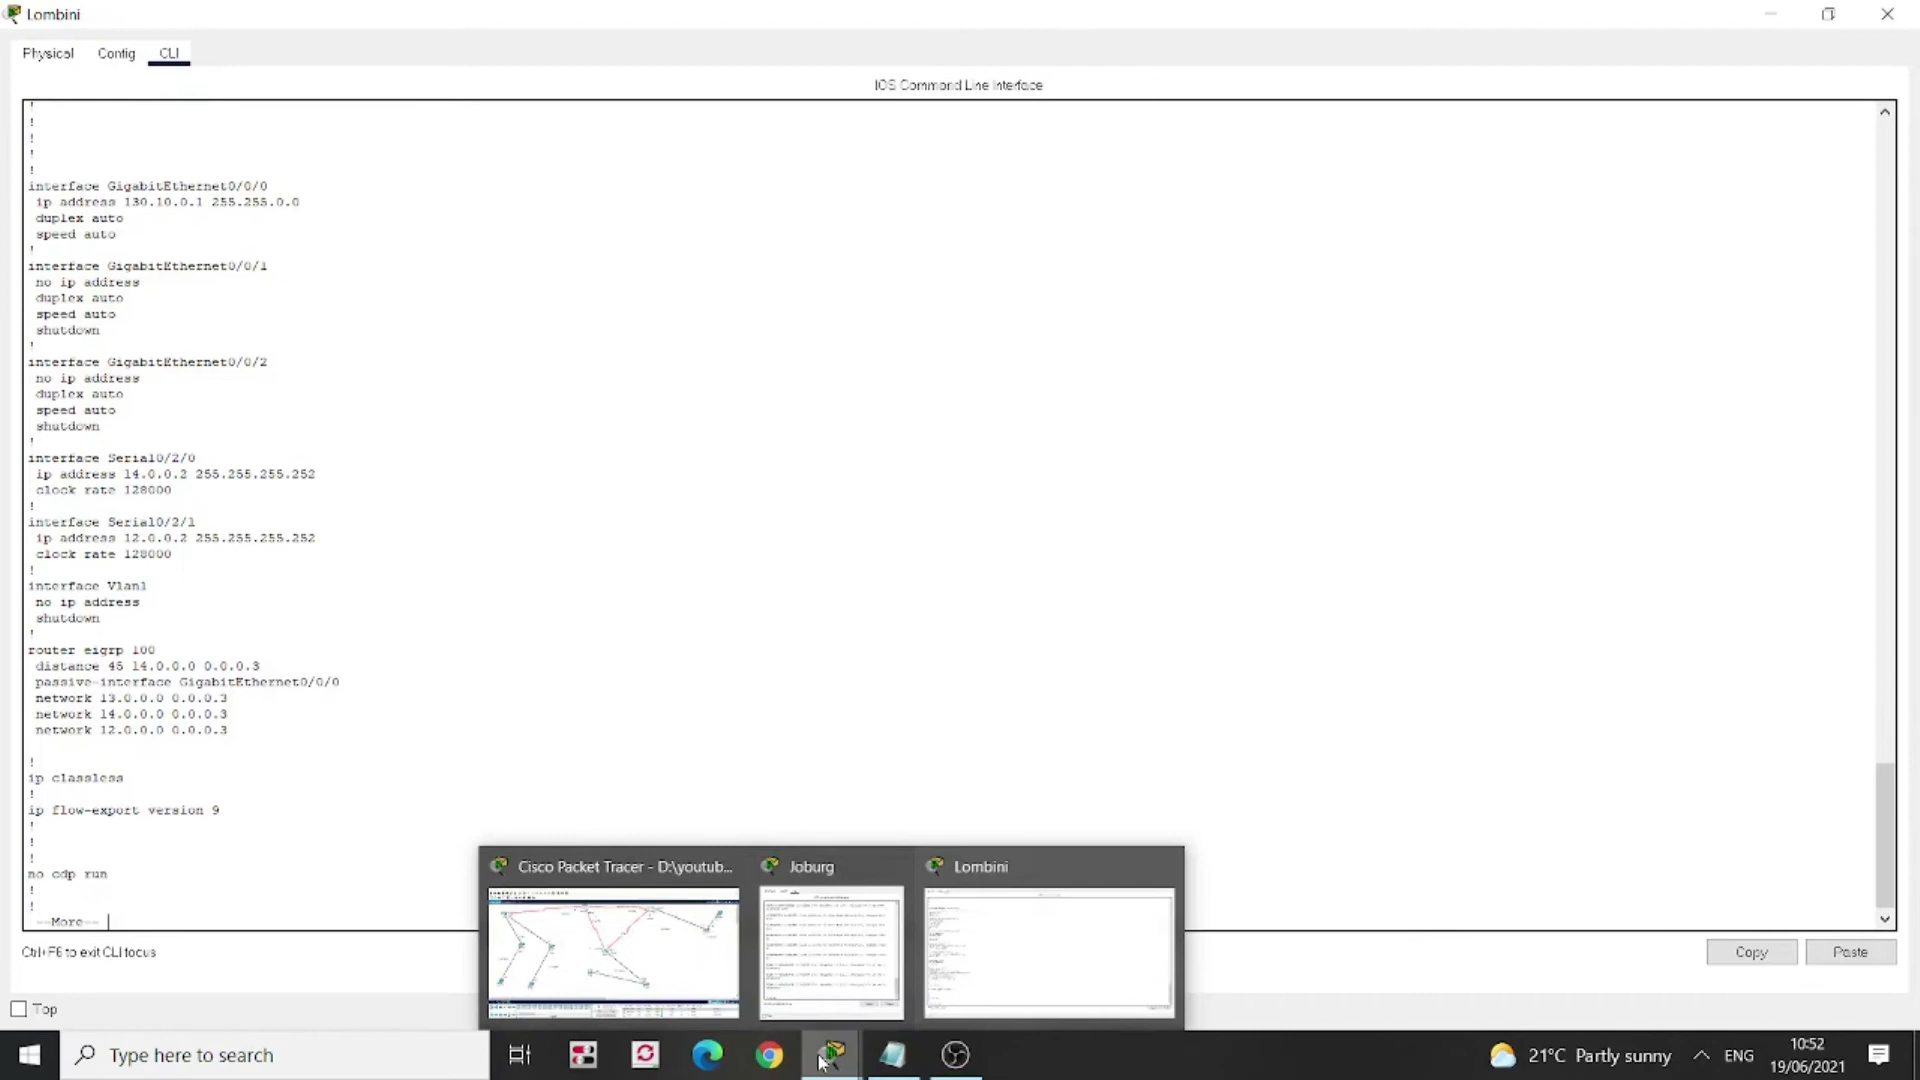 Lombini
Physical Config CLI
IOS Command Line Interface
!
!
!
!
!
interface GigabitEthernet0/0/0
ip address 130.10.0.1 255.255.0.0
duplex auto
speed auto
!
interface GigabitEthernet0/0/1
no ip address
duplex auto
speed auto
shutdown
!
interface GigabitEthernet0/0/2
no ip address
duplex auto
speed auto
shutdown
!
interface Serial0/2/0
ip address 14.0.0.2 255.255.255.252
clock rate 128000
!
interface Serial0/2/1
ip address 12.0.0.2 255.255.255.252
clock rate 128000
!
interface Vlan1
no ip address
shutdown
!
router eigrp 100
distance 45 14.0.0.0 0.0.0.3
passive-interface GigabitEthernet0/0/0
network 13.0.0.0 0.0.0.3
network 14.0.0.0 0.0.0.3
network 12.0.0.0 0.0.0.3
!
ip classless
!
ip flow-export version 9
!
!
!
no cdp run
!
!
--More--
Ctrl+F6 to exit CLI focus
Copy Paste
Top
Cisco Packet Tracer - D:\youtub...
Joburg
Lombini
Type here to search
21°C Partly sunny
ENG
10:52
19/06/2021